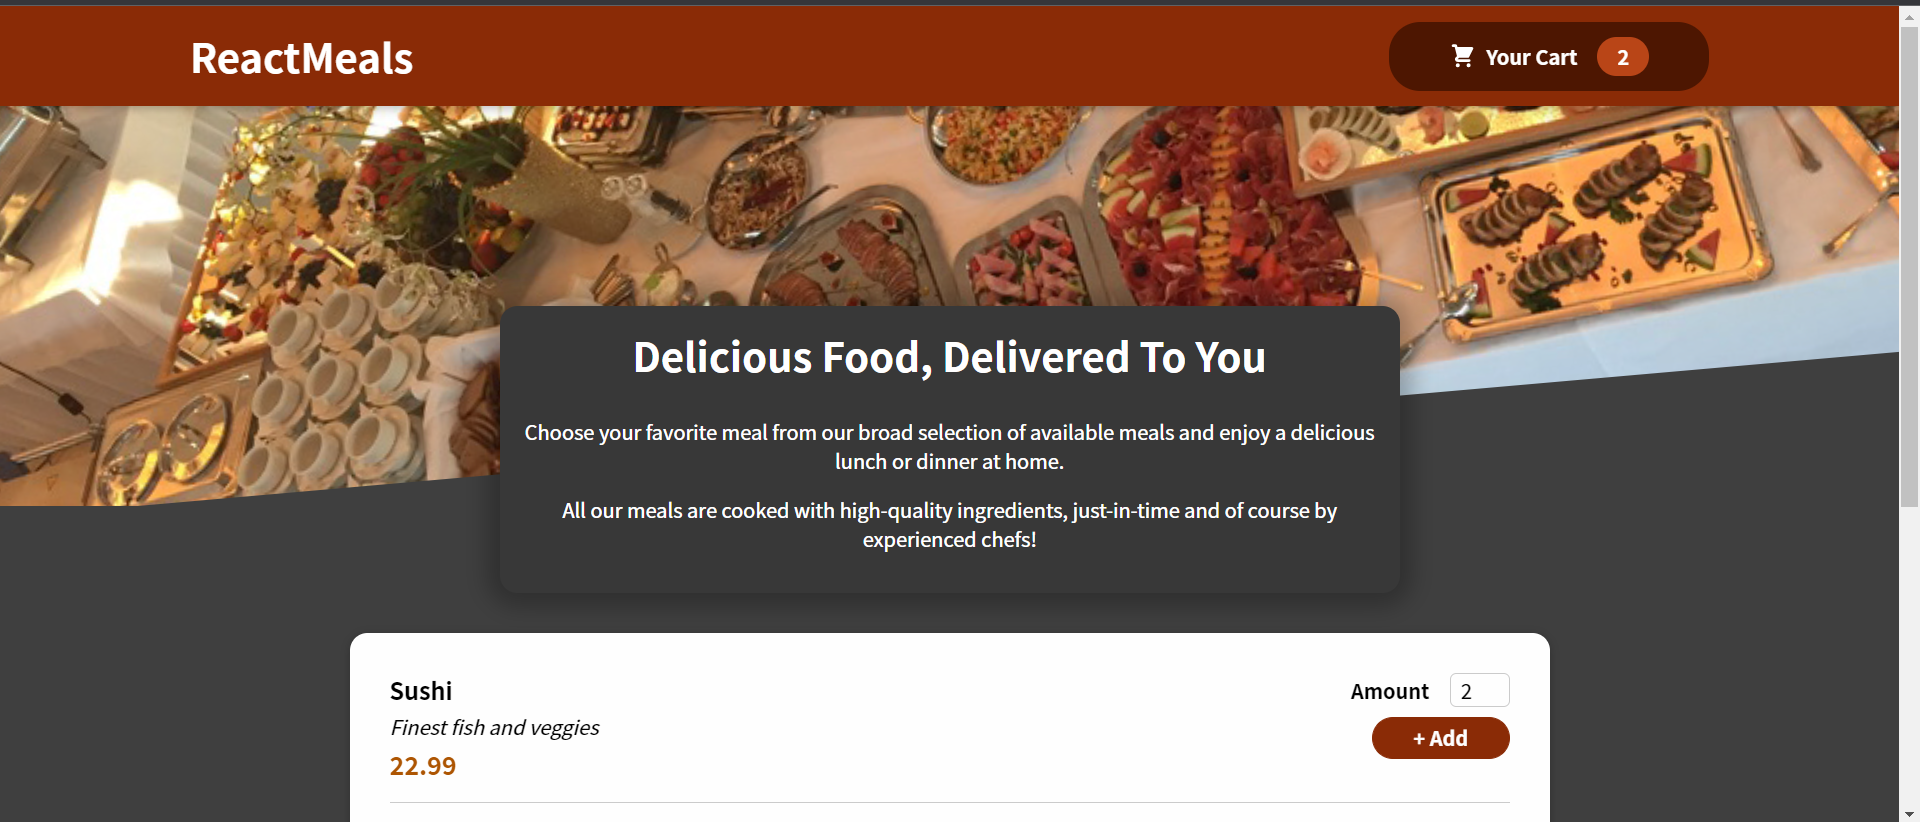 ReactMeals
Your Cart 2
Delicious Food, Delivered To You
Choose your favorite meal from our broad selection of available meals and enjoy a delicious
lunch or dinner at home.
All our meals are cooked with high-quality ingredients, just-in-time and of course by
experienced chefs!
Sushi
Finest fish and veggies
22.99
Amount 2
+ Add